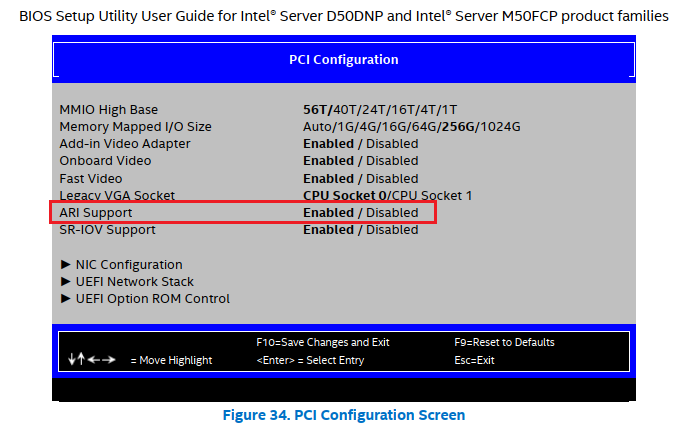 BIOS Setup Utility User Guide for Intel® Server D50DNP and Intel® Server M50FCP product families
PCI Configuration
MMIO High Base 56T/40T/24T/16T/4T/1T
Memory Mapped I/O Size Auto/1G/4G/16G/64G/256G/1024G
Add-in Video Adapter Enabled / Disabled
Onboard Video Enabled / Disabled
Fast Video Enabled / Disabled
Legacy VGA Socket CPU Socket 0/CPU Socket 1
ARI Support Enabled / Disabled
SR-IOV Support Enabled / Disabled
► NIC Configuration
► UEFI Network Stack
► UEFI Option ROM Control
F10=Save Changes and Exit F9=Reset to Defaults
↓↑←→ = Move Highlight <Enter> = Select Entry Esc=Exit
Figure 34. PCI Configuration Screen